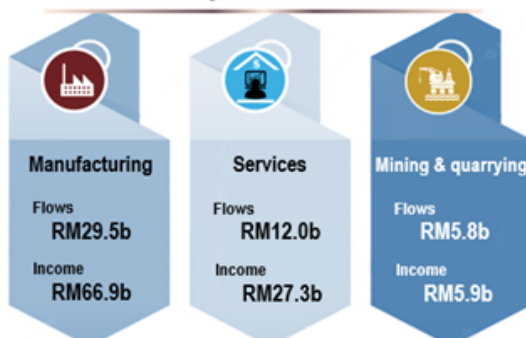 Manufacturing
Flows
RM29.5b
Income
RM66.9b
Services
Flows
RM12.0b
Income
RM27.3b
Mining & quarrying
Flows
RM5.8b
Income
RM5.9b